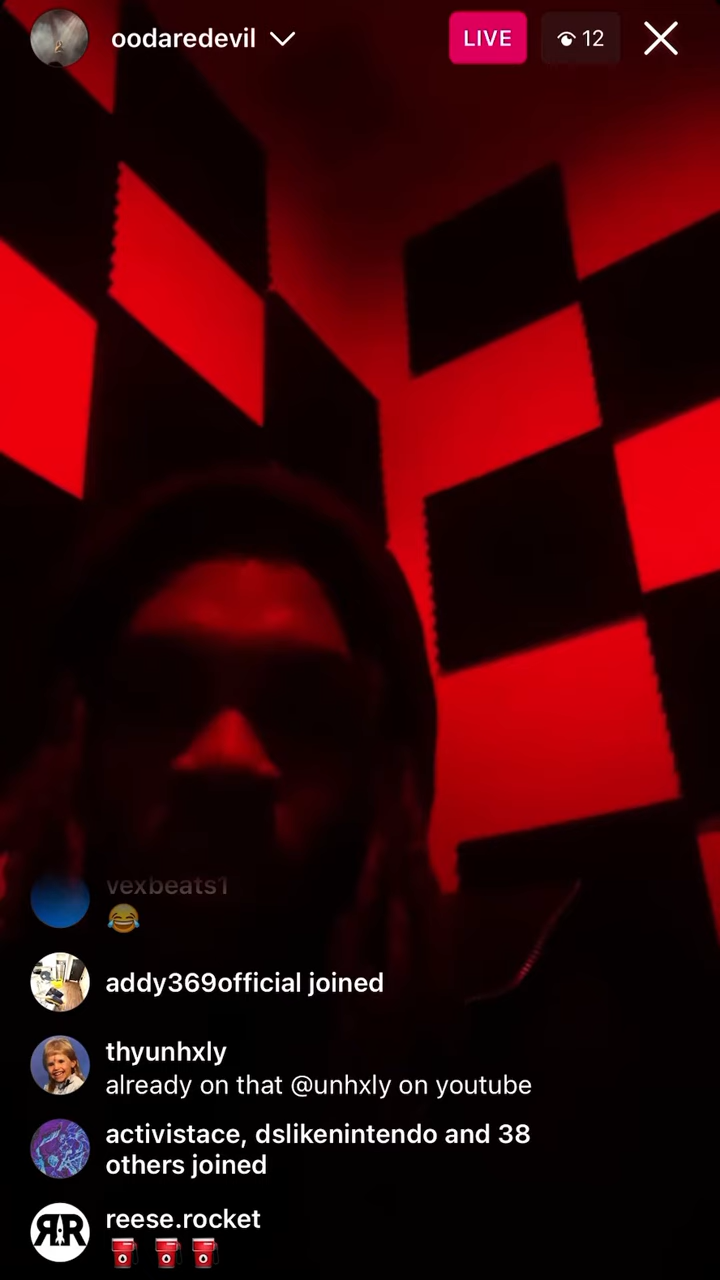 oodaredevil
LIVE
12
vexbeats1
😂
addy369official joined
thyunhxly
already on that @unhxly on youtube
activistace, dslikenintendo and 38
others joined
RR
reese.rocket
⛽ ⛽ ⛽